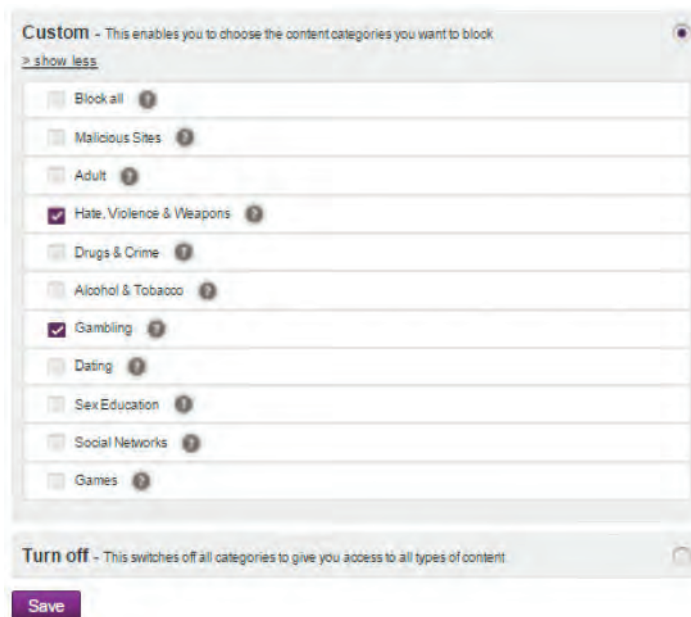 Custom - This enables you to choose the content categories you want to block
> show less
Block all ?
Malicious Sites ?
Adult ?
Hate, Violence & Weapons ?
Drugs & Crime ?
Alcohol & Tobacco ?
Gambling ?
Dating ?
Sex Education ?
Social Networks ?
Games ?
Turn off - This switches off all categories to give you access to all types of content
Save